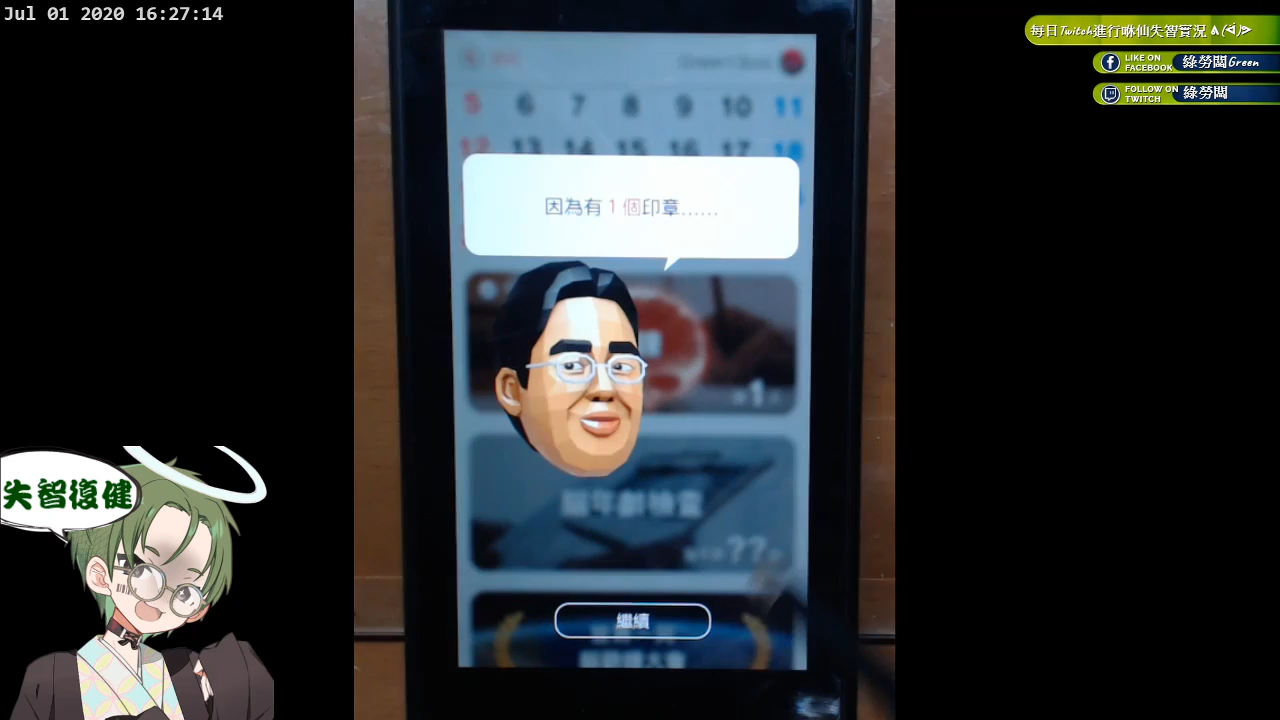 Jul 01 2020 16:27:14
每日Twitch進行咻仙失智實況
LIKE ON
FACEBOOK
綠勞闆Green
FOLLOW ON
TWITCH
綠勞闆
5 6 7 8 9 10 11
12 13 14 15 16 17 18
因為有 1 個印章……
1
腦年齡檢查
??
繼續
失智復健